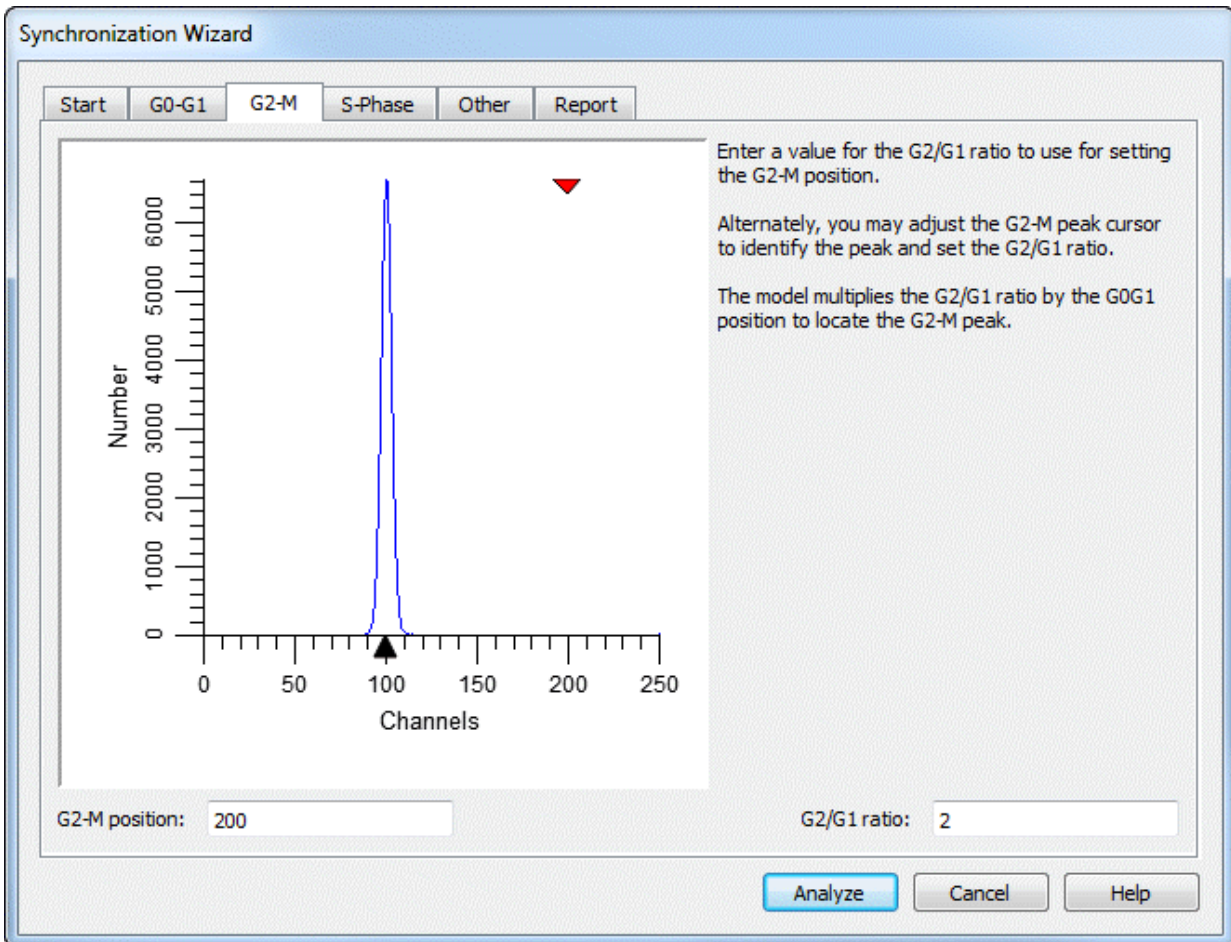 Synchronization Wizard
Start
G0-G1
G2-M
S-Phase
Other
Report
Enter a value for the G2/G1 ratio to use for setting
the G2-M position.
Alternately, you may adjust the G2-M peak cursor
to identify the peak and set the G2/G1 ratio.
The model multiplies the G2/G1 ratio by the G0G1
position to locate the G2-M peak.
Number
6000
5000
4000
3000
2000
1000
0
0
50
100
150
200
250
Channels
G2-M position:
200
G2/G1 ratio:
2
Analyze
Cancel
Help